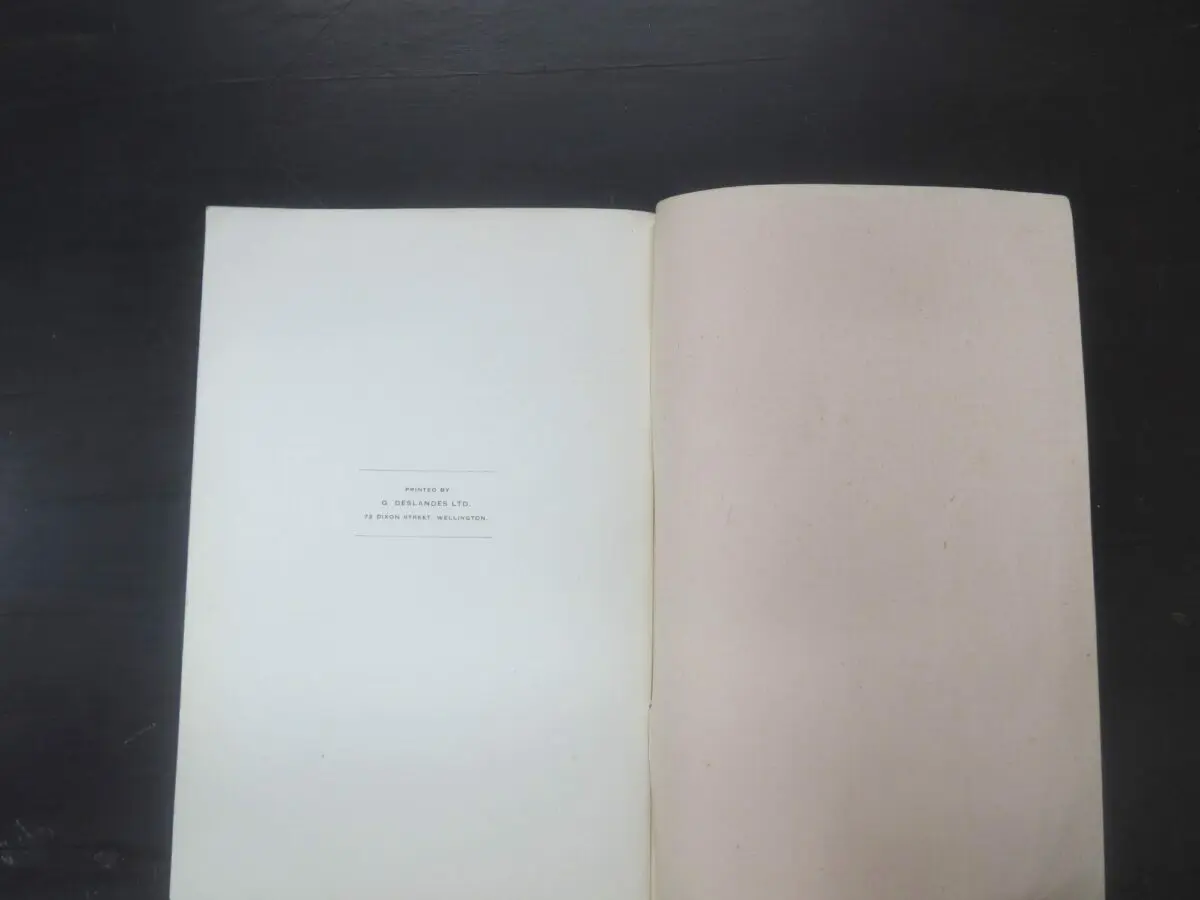 PRINTED BY
G. DESLANDES LTD.
72 DIXON STREET, WELLINGTON.